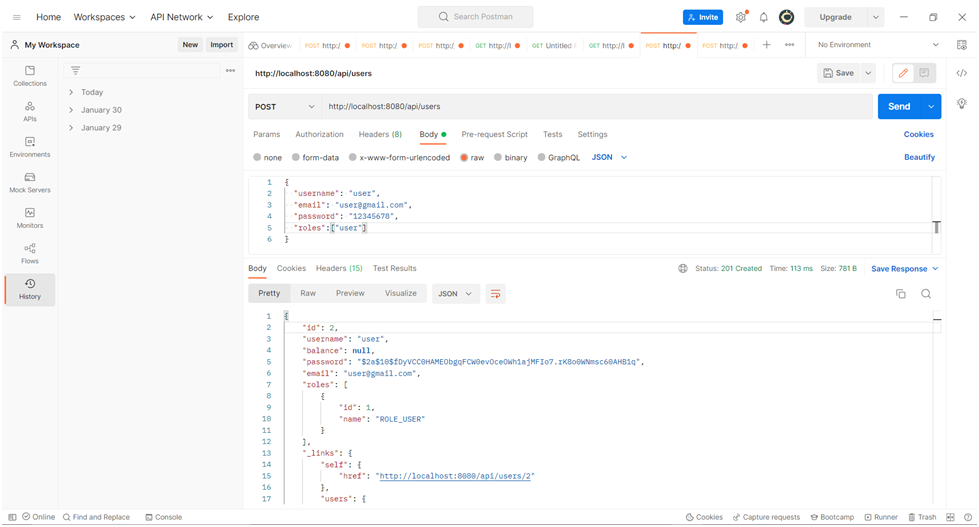 Home Workspaces API Network Explore Search Postman Invite Upgrade
My Workspace New Import Overview POST http:/ POST http:/ POST http:/ GET http://l GET Untitled GET http://l POST http:/ POST http:/ No Environment
http://localhost:8080/api/users Save
Collections
Today
January 30
January 29
APIs
Environments
Mock Servers
Monitors
Flows
History
POST http://localhost:8080/api/users Send
Params Authorization Headers (8) Body Pre-request Script Tests Settings Cookies
none form-data x-www-form-urlencoded raw binary GraphQL JSON Beautify
1 {
2 "username": "user",
3 "email": "user@gmail.com",
4 "password": "12345678",
5 "roles":["user"]
6 }
Body Cookies Headers (15) Test Results Status: 201 Created Time: 113 ms Size: 781 B Save Response
Pretty Raw Preview Visualize JSON
1 {
2 "id": 2,
3 "username": "user",
4 "balance": null,
5 "password":
6 "email": "user@gmail.com",
7 "roles": [
8 {
9 "id": 1,
10 "name": "ROLE_USER"
11 }
12 ],
13 "_links": {
14 "self": {
15 "href": "http://localhost:8080/api/users/2"
16 },
17 "users": {
Online Find and Replace Console Cookies Capture requests Bootcamp Runner Trash